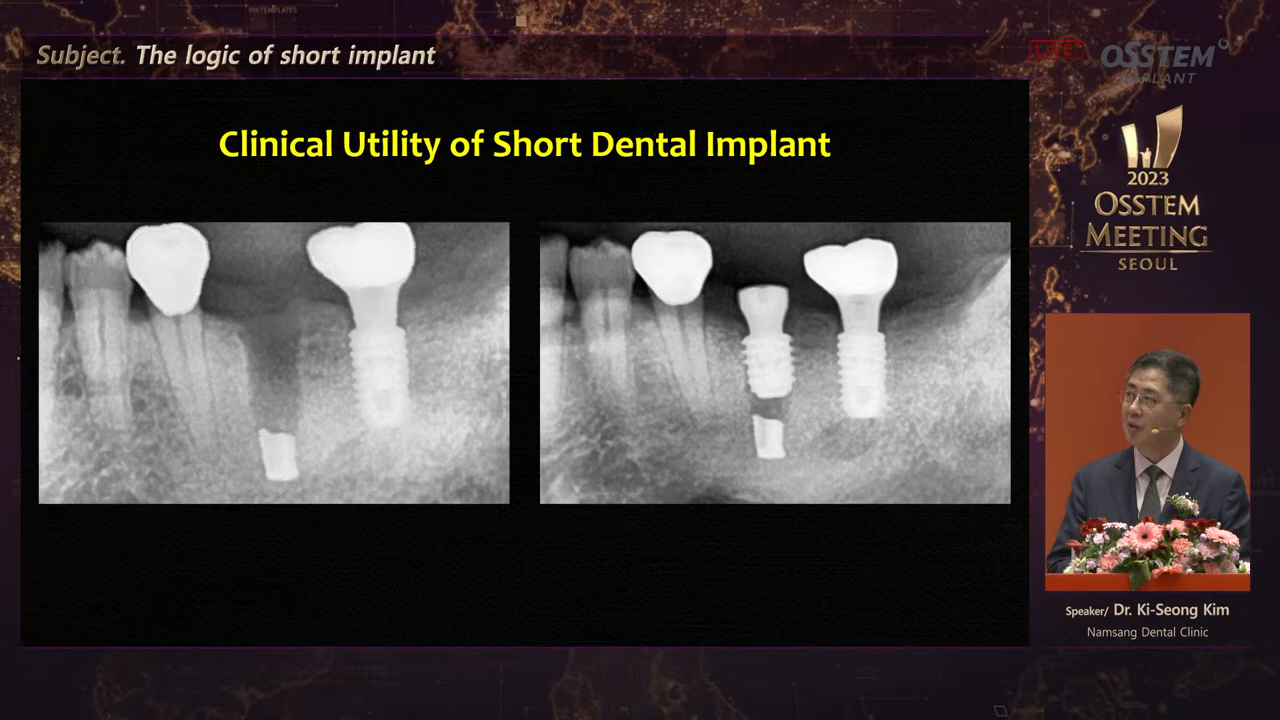 Subject. The logic of short implant
LIVE
OSSTEM
IMPLANT
Clinical Utility of Short Dental Implant
2023
OSSTEM
MEETING
SEOUL
Speaker/ Dr. Ki-Seong Kim
Namsang Dental Clinic